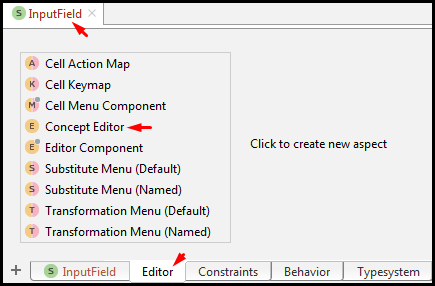 S InputField
A Cell Action Map
K Cell Keymap
M Cell Menu Component
E Concept Editor
E Editor Component
S Substitute Menu (Default)
S Substitute Menu (Named)
T Transformation Menu (Default)
T Transformation Menu (Named)
Click to create new aspect
+ S InputField Editor Constraints Behavior Typesystem